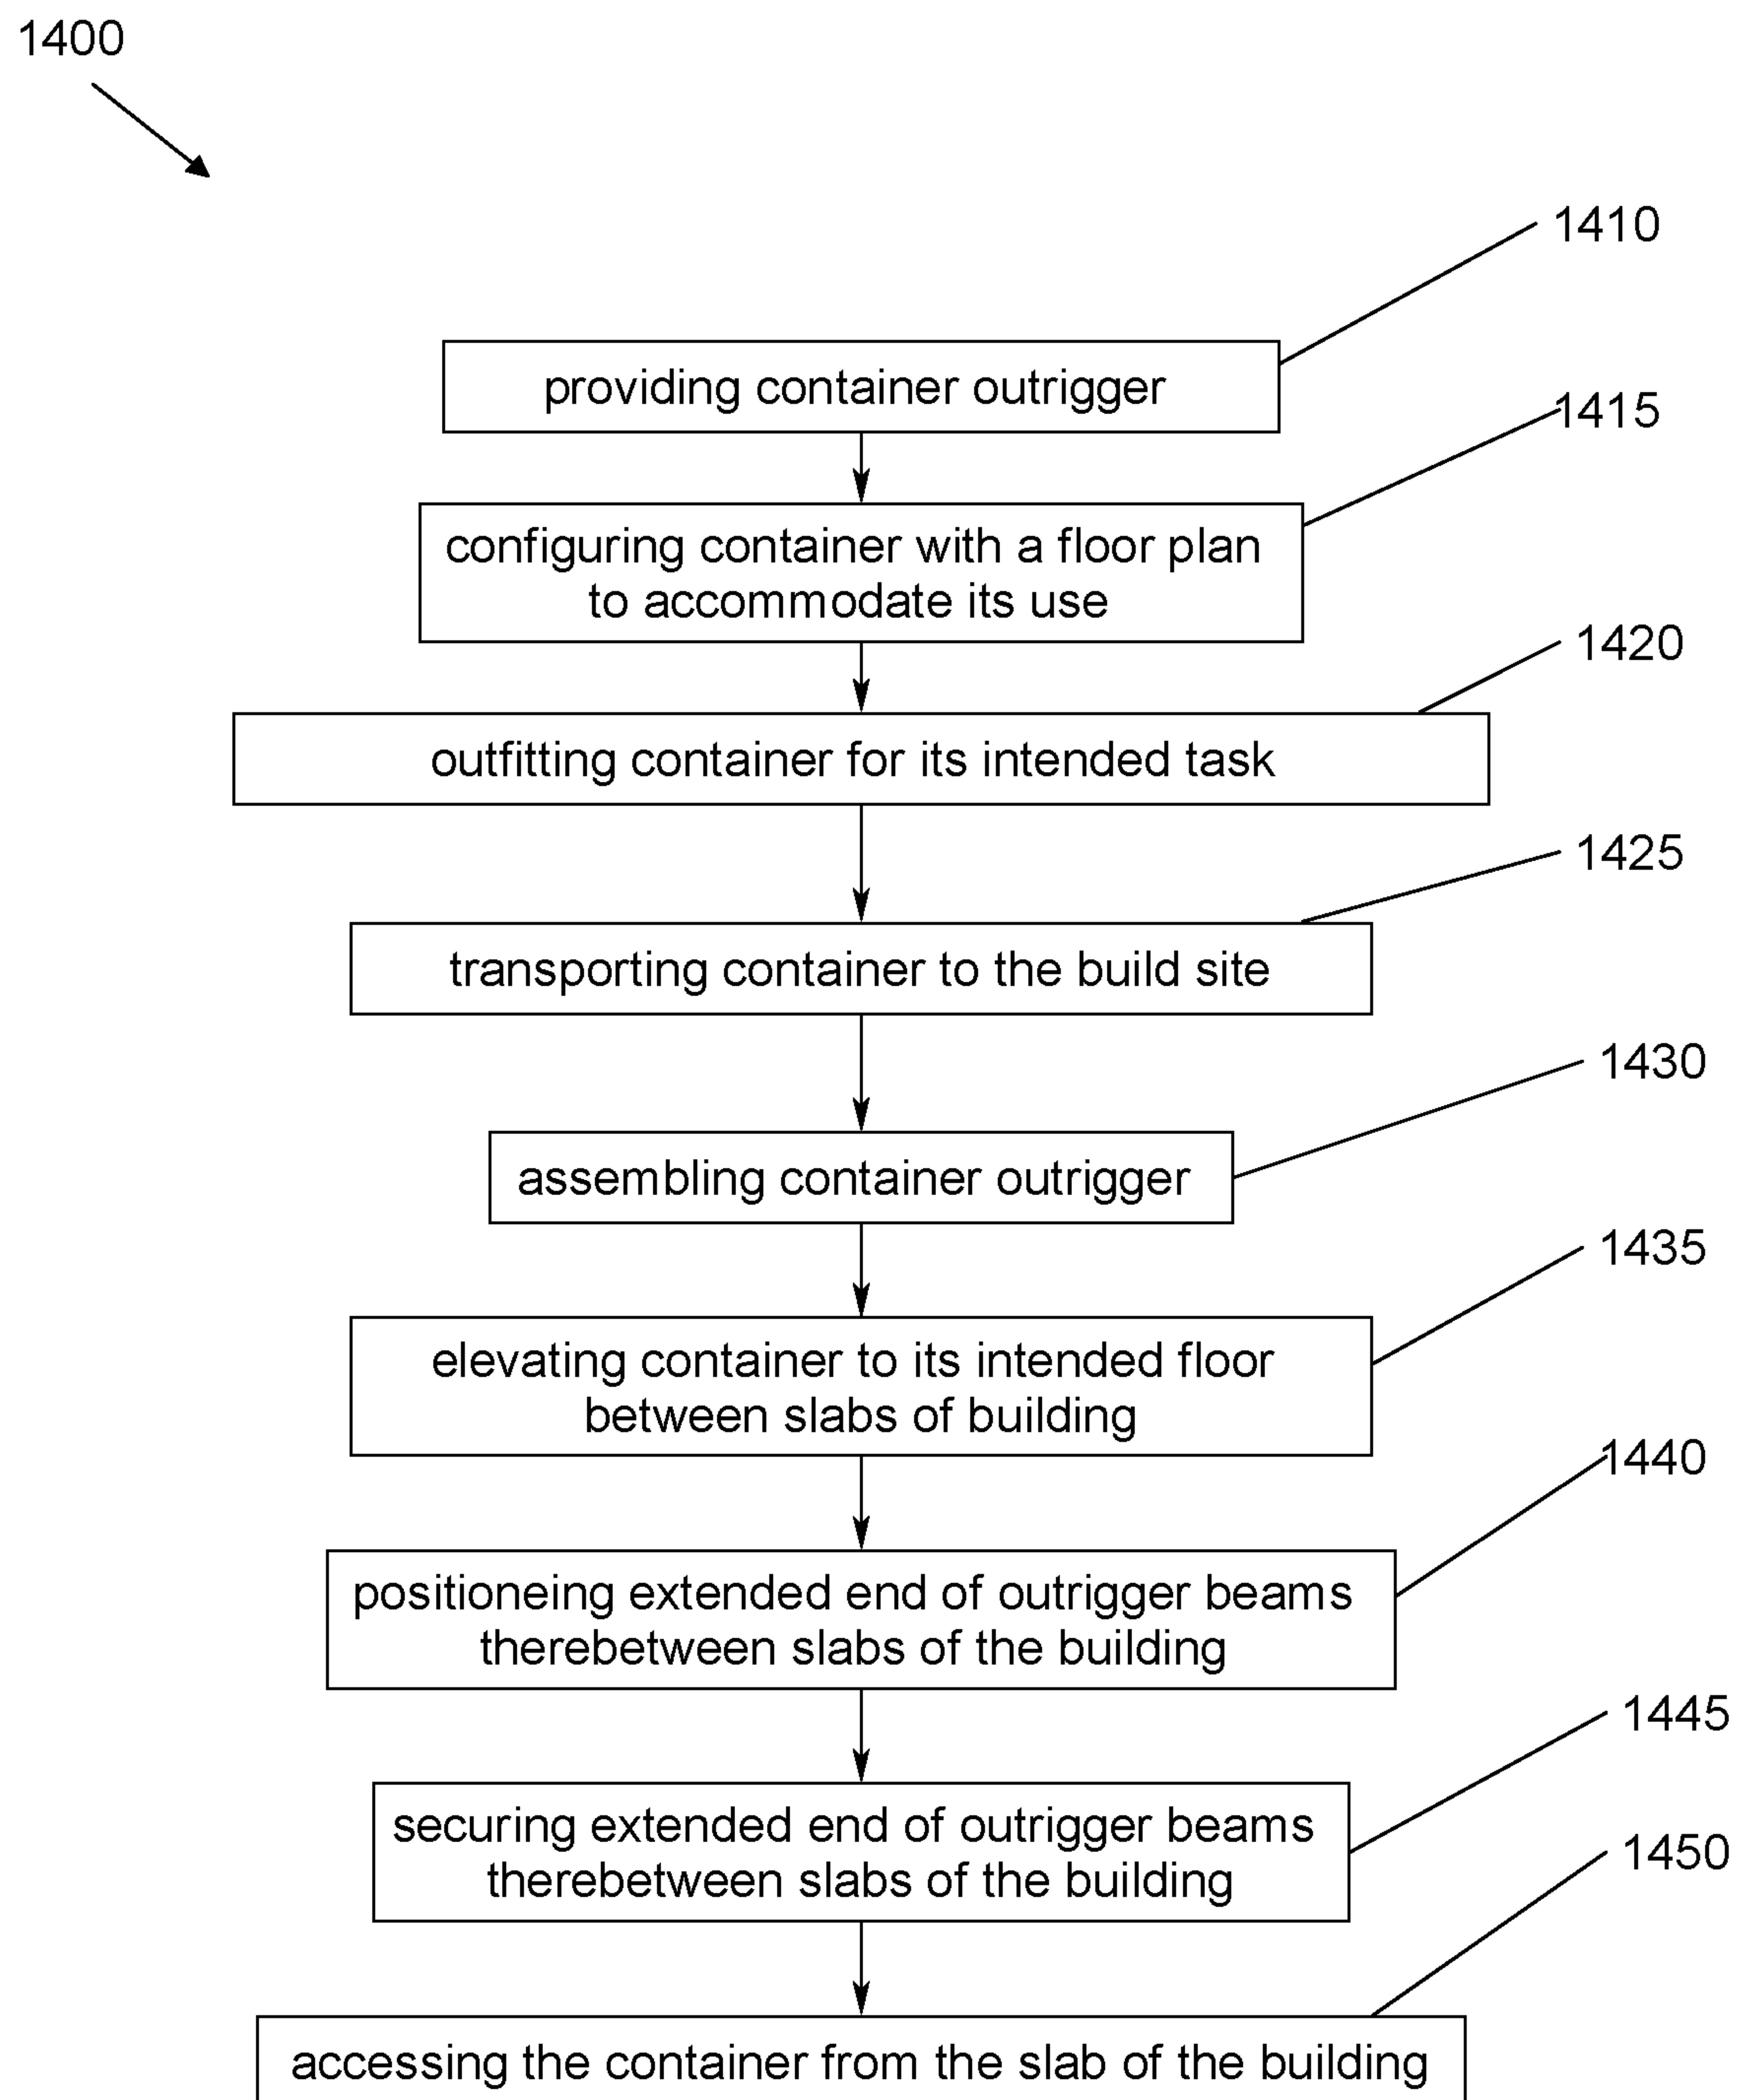 1400
1410
providing container outrigger
1415
configuring container with a floor plan
to accommodate its use
1420
outfitting container for its intended task
1425
transporting container to the build site
1430
assembling container outrigger
1435
elevating container to its intended floor
between slabs of building
1440
positioneing extended end of outrigger beams
therebetween slabs of the building
1445
securing extended end of outrigger beams
therebetween slabs of the building
1450
accessing the container from the slab of the building